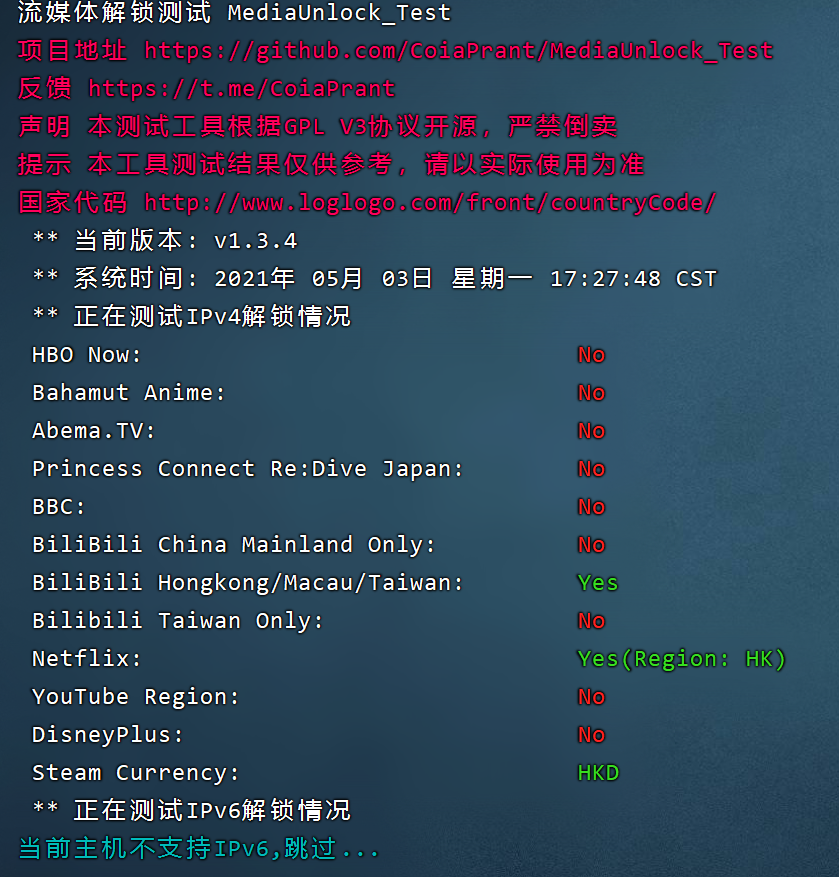 流媒体解锁测试 MediaUnlock_Test
项目地址 https://github.com/CoiaPrant/MediaUnlock_Test
反馈 https://t.me/CoiaPrant
声明 本测试工具根据GPL V3协议开源, 严禁倒卖
提示 本工具测试结果仅供参考, 请以实际使用为准
国家代码 http://www.loglogo.com/front/countryCode/
** 当前版本: v1.3.4
** 系统时间: 2021年 05月 03日 星期一 17:27:48 CST
** 正在测试IPv4解锁情况
HBO Now: No
Bahamut Anime: No
Abema.TV: No
Princess Connect Re:Dive Japan: No
BBC: No
BiliBili China Mainland Only: No
BiliBili Hongkong/Macau/Taiwan: Yes
Bilibili Taiwan Only: No
Netflix: Yes(Region: HK)
YouTube Region: No
DisneyPlus: No
Steam Currency: HKD
** 正在测试IPv6解锁情况
当前主机不支持IPv6,跳过...